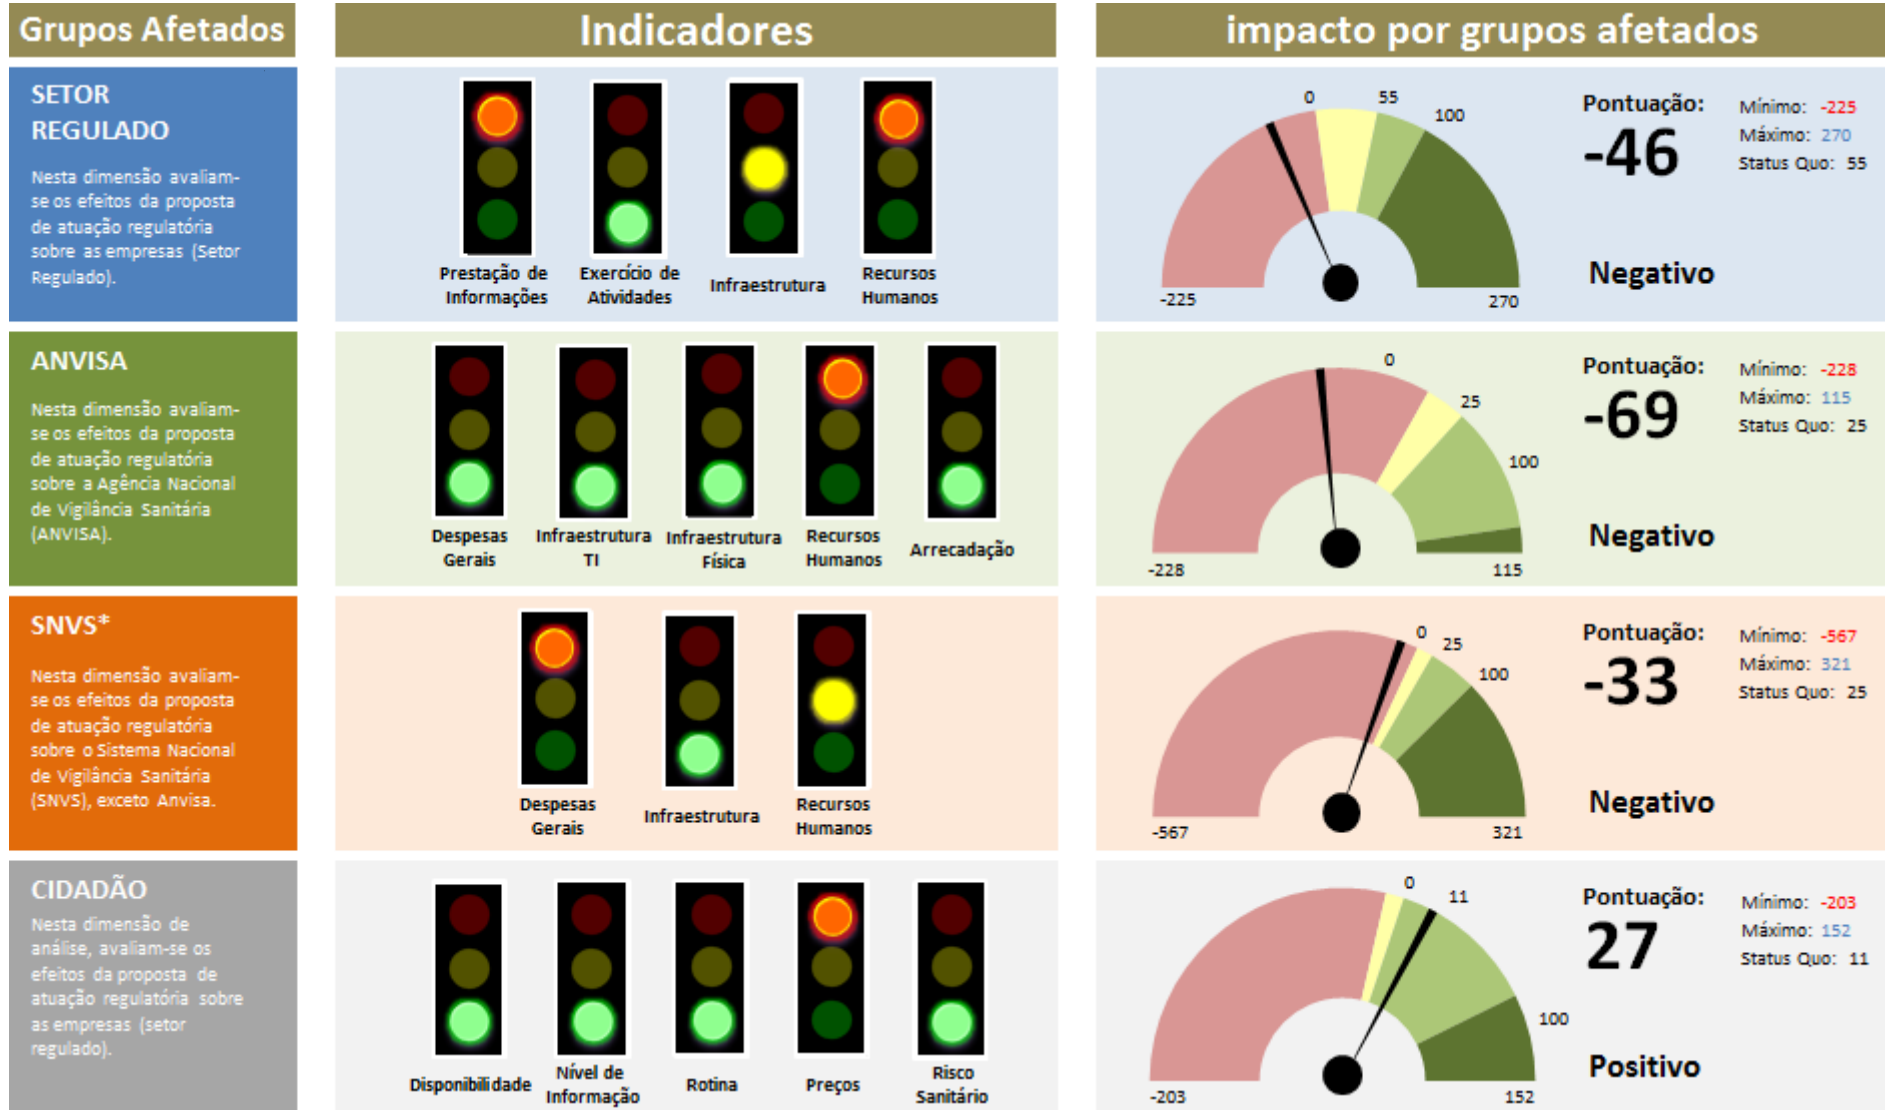 Grupos Afetados
Indicadores
impacto por grupos afetados
SETOR
REGULADO
Nesta dimensão avaliam-
se os efeitos da proposta
de atuação regulatória
sobre as empresas (Setor
Regulado).
Prestação de
Informações
Exercício de
Atividades
Infraestrutura
Recursos
Humanos
0
55
100
-225
270
Pontuação:
-46
Mínimo: -225
Máximo: 270
Status Quo: 55
Negativo
ANVISA
Nesta dimensão avaliam-
se os efeitos da proposta
de atuação regulatória
sobre a Agência Nacional
de Vigilância Sanitária
(ANVISA).
Despesas
Gerais
Infraestrutura
TI
Infraestrutura
Física
Recursos
Humanos
Arrecadação
0
25
100
-228
115
Pontuação:
-69
Mínimo: -228
Máximo: 115
Status Quo: 25
Negativo
SNVS*
Nesta dimensão avaliam-
se os efeitos da proposta
de atuação regulatória
sobre o Sistema Nacional
de Vigilância Sanitária
(SNVS), exceto Anvisa.
Despesas
Gerais
Infraestrutura
Recursos
Humanos
0
25
100
-567
321
Pontuação:
-33
Mínimo: -567
Máximo: 321
Status Quo: 25
Negativo
CIDADÃO
Nesta dimensão de
análise, avaliam-se os
efeitos da proposta de
atuação regulatória sobre
as empresas (setor
regulado).
Disponibilidade
Nível de
Informação
Rotina
Preços
Risco
Sanitário
0
11
100
-203
152
Pontuação:
27
Mínimo: -203
Máximo: 152
Status Quo: 11
Positivo